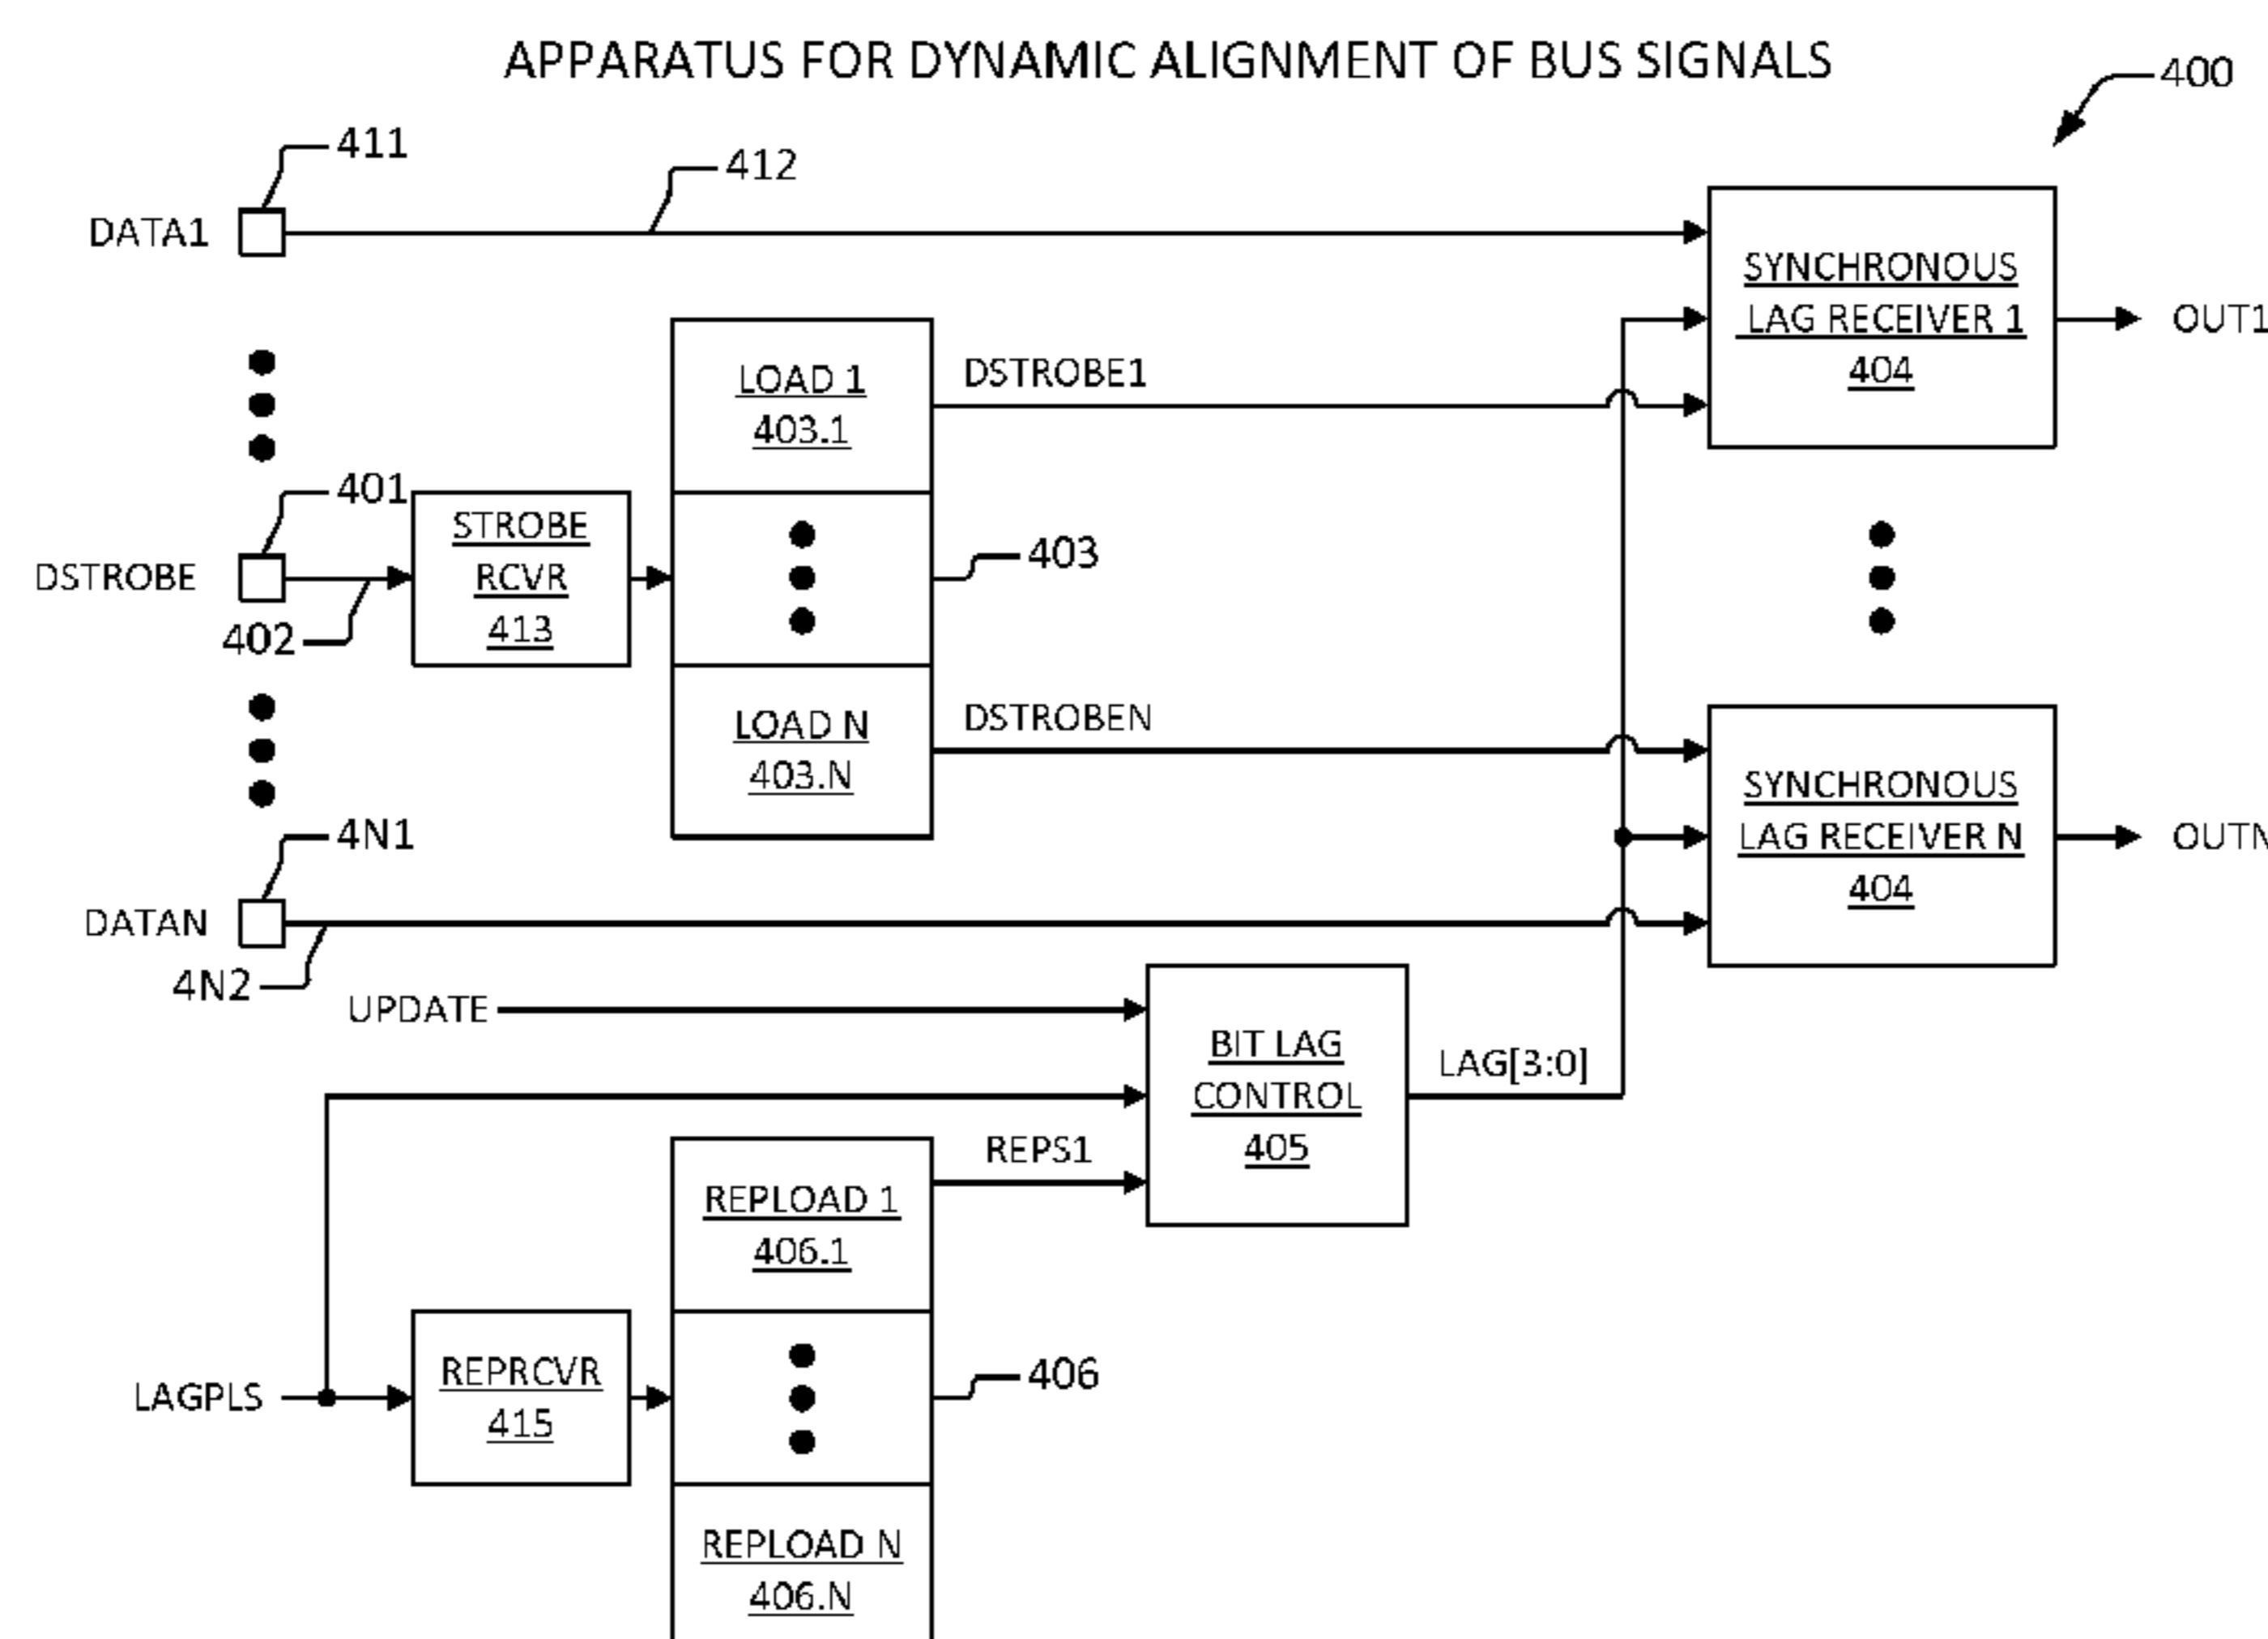 APPARATUS FOR DYNAMIC ALIGNMENT OF BUS SIGNALS
400
411
412
DATA1
SYNCHRONOUS
LAG RECEIVER 1
404
OUT1
LOAD 1
403.1
DSTROBE1
401
DSTROBE
402
STROBE
RCVR
413
403
LOAD N
403.N
DSTROBEN
SYNCHRONOUS
LAG RECEIVER N
404
OUTN
4N1
DATAN
4N2
UPDATE
BIT LAG
CONTROL
405
LAG[3:0]
REPS1
REPLOAD 1
406.1
LAGPLS
REPRCVR
415
406
REPLOAD N
406.N